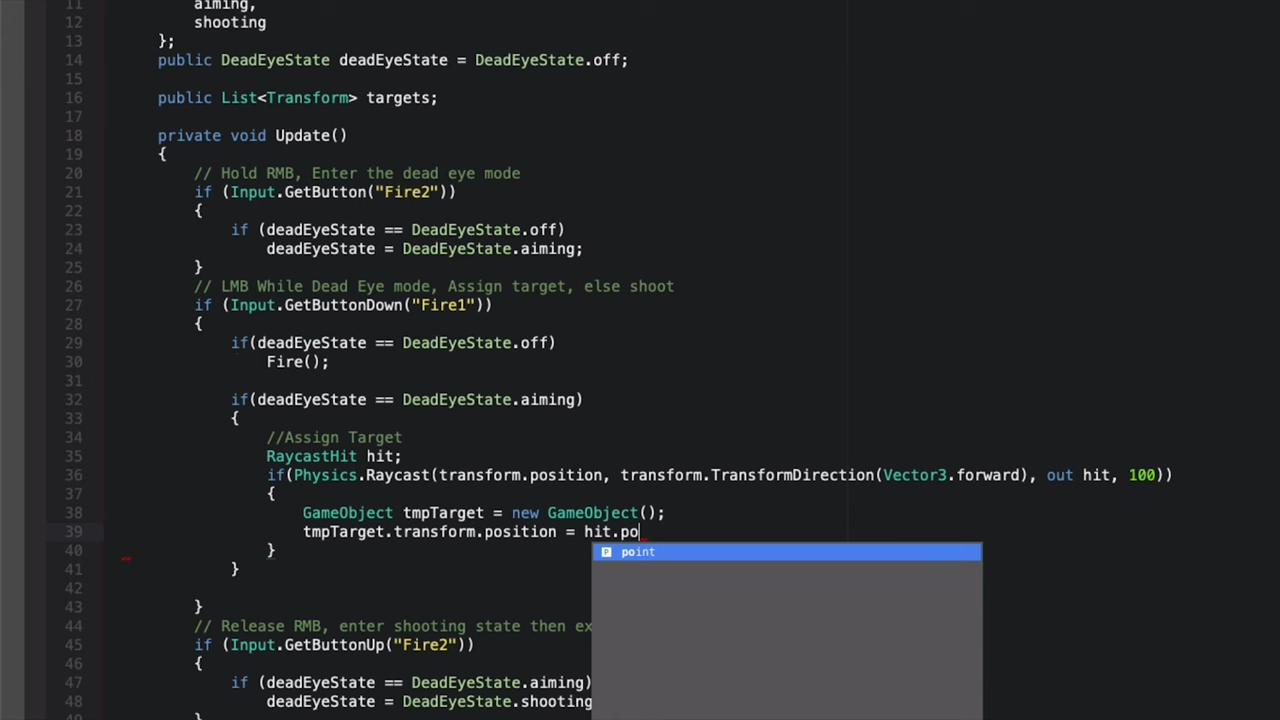 11 aiming,
12 shooting
13 };
14 public DeadEyeState deadEyeState = DeadEyeState.off;
15
16 public List<Transform> targets;
17
18 private void Update()
19 {
20 // Hold RMB, Enter the dead eye mode
21 if (Input.GetButton("Fire2"))
22 {
23 if (deadEyeState == DeadEyeState.off)
24 deadEyeState = DeadEyeState.aiming;
25 }
26 // LMB While Dead Eye mode, Assign target, else shoot
27 if (Input.GetButtonDown("Fire1"))
28 {
29 if(deadEyeState == DeadEyeState.off)
30 Fire();
31
32 if(deadEyeState == DeadEyeState.aiming)
33 {
34 //Assign Target
35 RaycastHit hit;
36 if(Physics.Raycast(transform.position, transform.TransformDirection(Vector3.forward), out hit, 100))
37 {
38 GameObject tmpTarget = new GameObject();
39 tmpTarget.transform.position = hit.po
P point
40 }
41 }
42
43 }
44 // Release RMB, enter shooting state then ex
45 if (Input.GetButtonUp("Fire2"))
46 {
47 if (deadEyeState == DeadEyeState.aiming)
48 deadEyeState = DeadEyeState.shooting
49 }